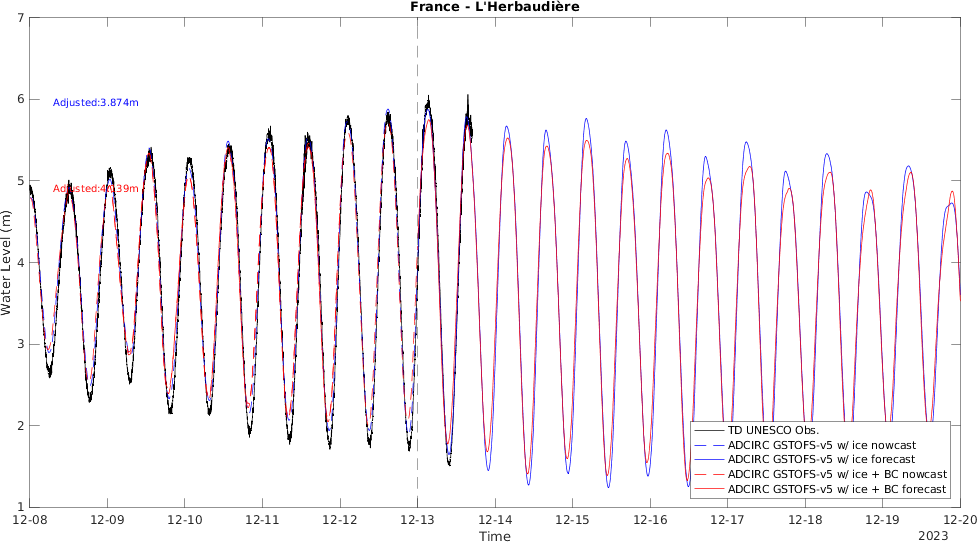 France - L'Herbaudière
7
6
5
4
3
2
1
Water Level (m)
Adjusted:3.874m
TD UNESCO Obs.
ADCIRC GSTOFS-v5 w/ ice nowcast
ADCIRC GSTOFS-v5 w/ ice forecast
ADCIRC GSTOFS-v5 w/ ice + BC nowcast
ADCIRC GSTOFS-v5 w/ ice + BC forecast
12-08
12-09
12-10
12-11
12-12
12-13
12-14
12-15
12-16
12-17
12-18
12-19
12-20
Time
2023